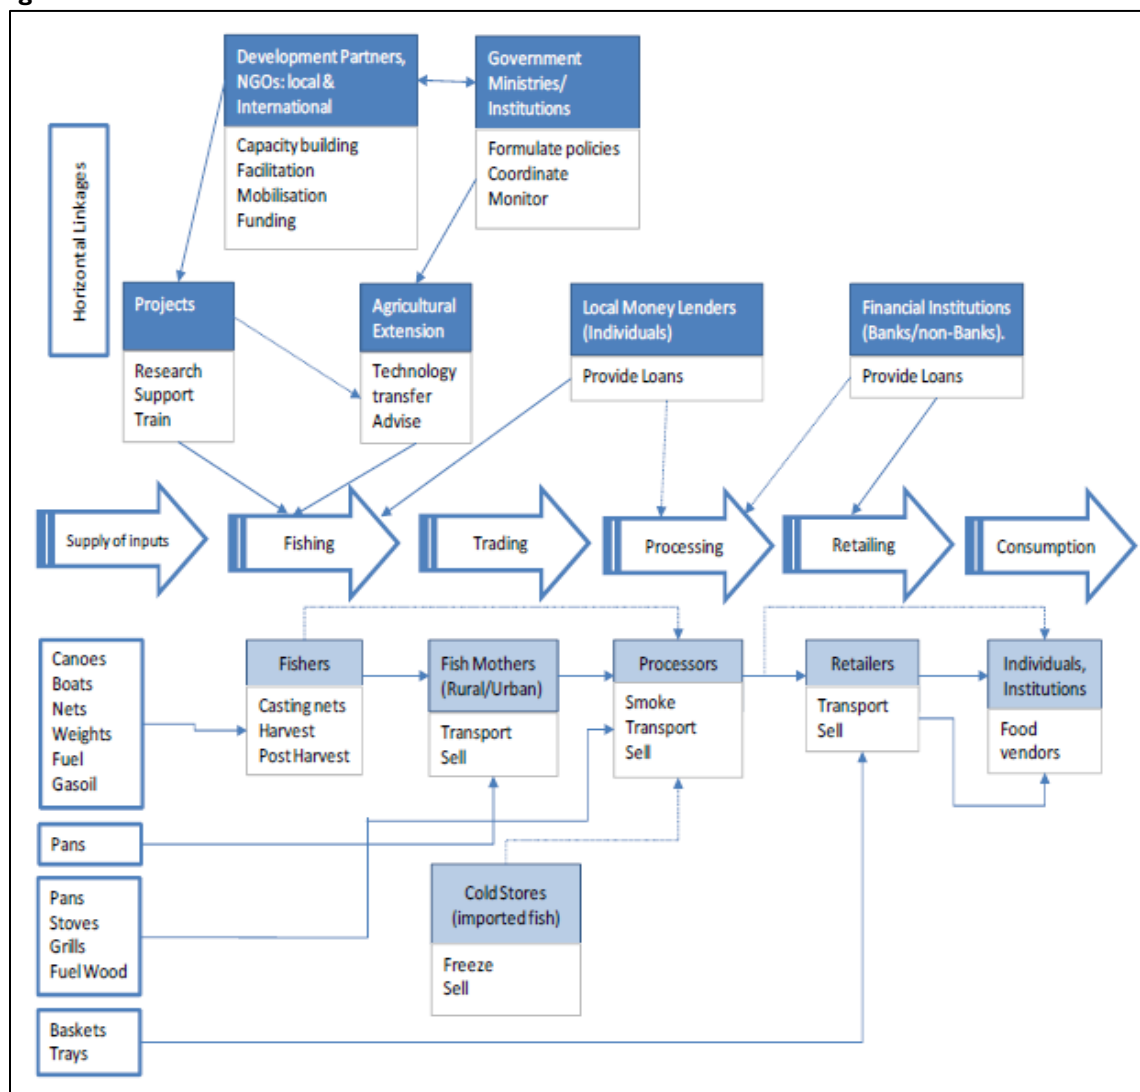 Development Partners,
NGOs: local &
International
Capacity building
Facilitation
Mobilisation
Funding
Government
Ministries/
Institutions
Formulate policies
Coordinate
Monitor
Horizontal Linkages
Projects
Research
Support
Train
Agricultural
Extension
Technology
transfer
Advise
Local Money Lenders
(Individuals)
Provide Loans
Financial Institutions
(Banks/non-Banks).
Provide Loans
Supply of inputs
Fishing
Trading
Processing
Retailing
Consumption
Canoes
Boats
Nets
Weights
Fuel
Gasoil
Fishers
Casting nets
Harvest
Post Harvest
Fish Mothers
(Rural/Urban)
Transport
Sell
Processors
Smoke
Transport
Sell
Retailers
Transport
Sell
Individuals,
Institutions
Food
vendors
Pans
Pans
Stoves
Grills
Fuel Wood
Cold Stores
(imported fish)
Freeze
Sell
Baskets
Trays